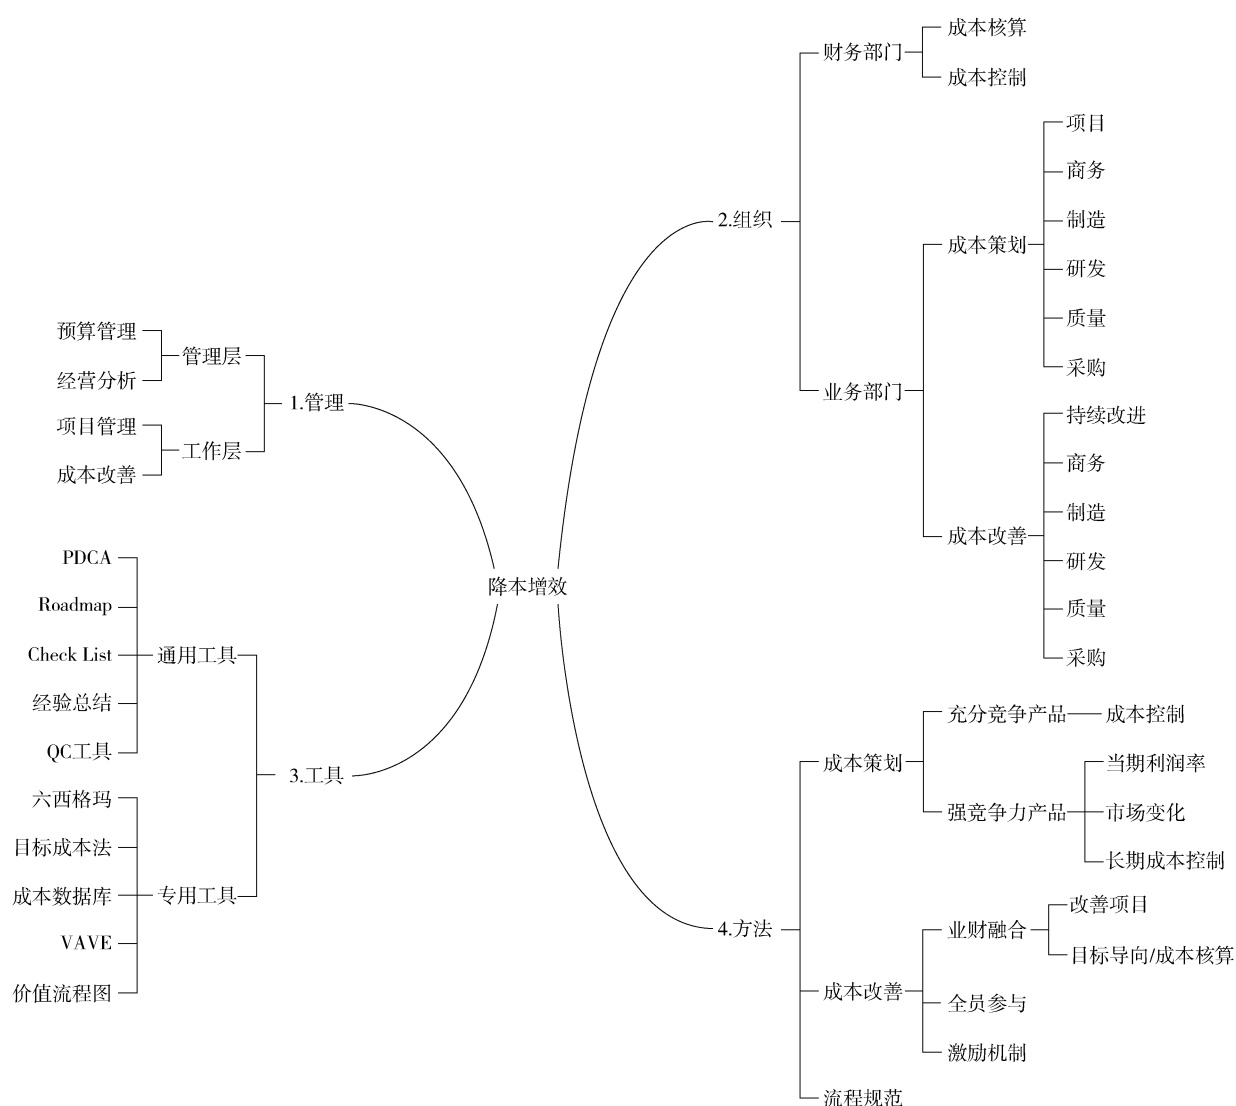 降本增效
1.管理
管理层
预算管理
经营分析
工作层
项目管理
成本改善
2.组织
财务部门
成本核算
成本控制
业务部门
成本策划
项目
商务
制造
研发
质量
采购
成本改善
持续改进
商务
制造
研发
质量
采购
3.工具
通用工具
PDCA
Roadmap
Check List
经验总结
QC工具
专用工具
六西格玛
目标成本法
成本数据库
VAVE
价值流程图
4.方法
成本策划
充分竞争产品
成本控制
强竞争力产品
当期利润率
市场变化
长期成本控制
成本改善
业财融合
改善项目
目标导向/成本核算
全员参与
激励机制
流程规范